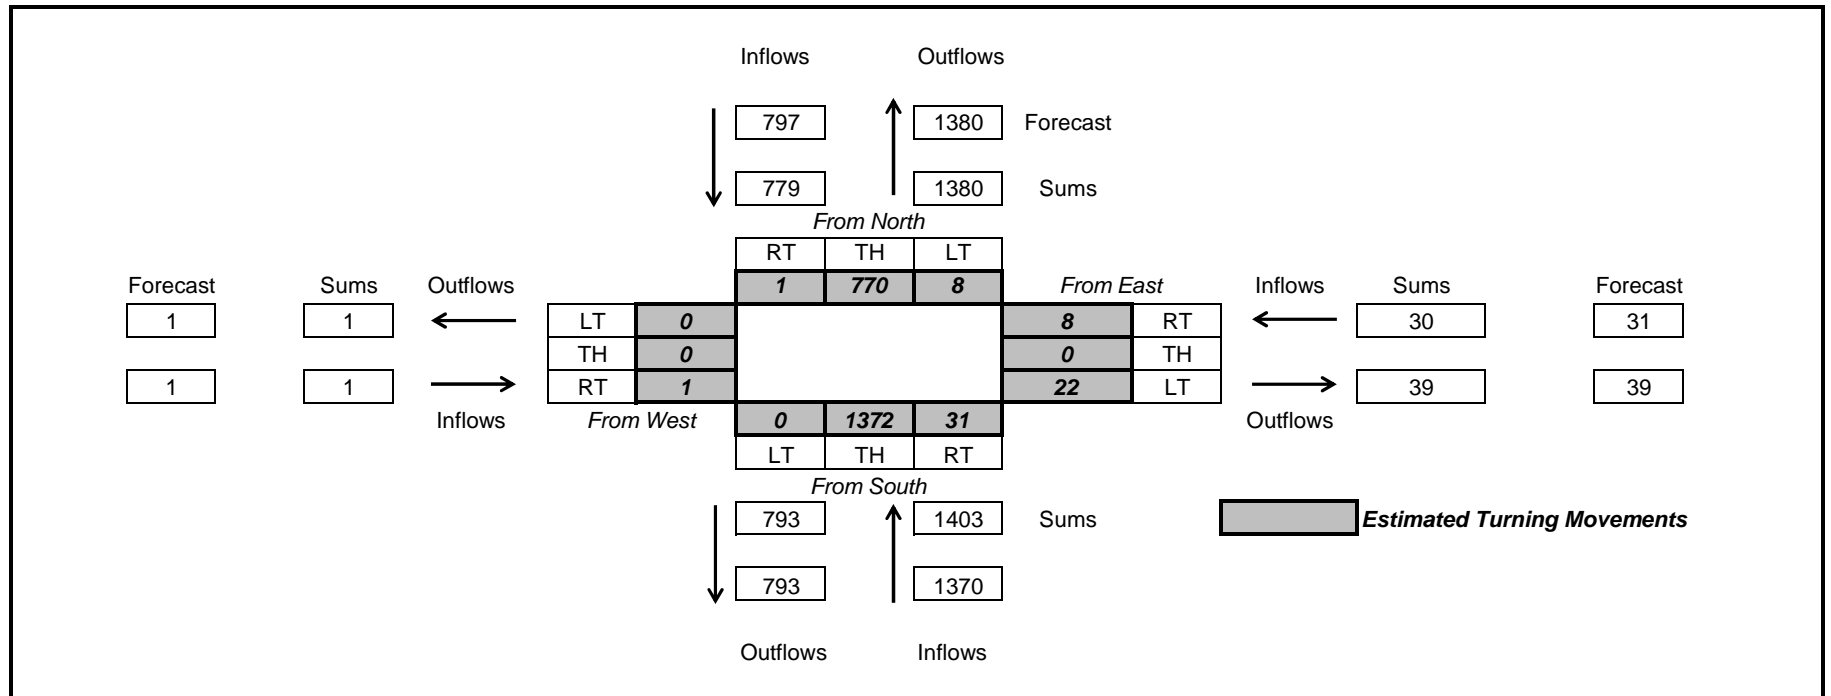 Inflows Outflows
797 1380 Forecast
779 1380 Sums
From North
RT TH LT
Forecast Sums Outflows 1 770 8 From East Inflows Sums Forecast
1 1 LT 0 8 RT 30 31
TH 0 0 TH
1 1 RT 1 22 LT 39 39
Inflows From West 0 1372 31 Outflows
LT TH RT
From South
793 1403 Sums Estimated Turning Movements
793 1370
Outflows Inflows